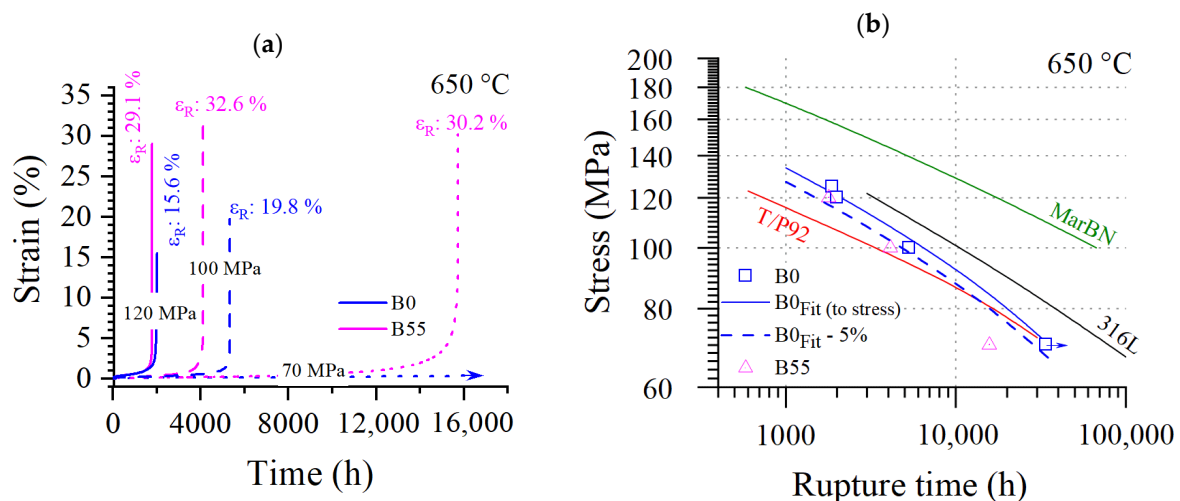 (a)
650 °C
35
30
25
20
15
10
5
0
Strain (%)
εR: 29.1 %
εR: 15.6 %
εR: 32.6 %
εR: 19.8 %
εR: 30.2 %
120 MPa
100 MPa
70 MPa
B0
B55
0
4000
8000
12,000
16,000
Time (h)
(b)
650 °C
200
180
160
140
120
100
80
60
Stress (MPa)
T/P92
MarBN
316L
B0
B0Fit (to stress)
B0Fit - 5%
B55
1000
10,000
100,000
Rupture time (h)